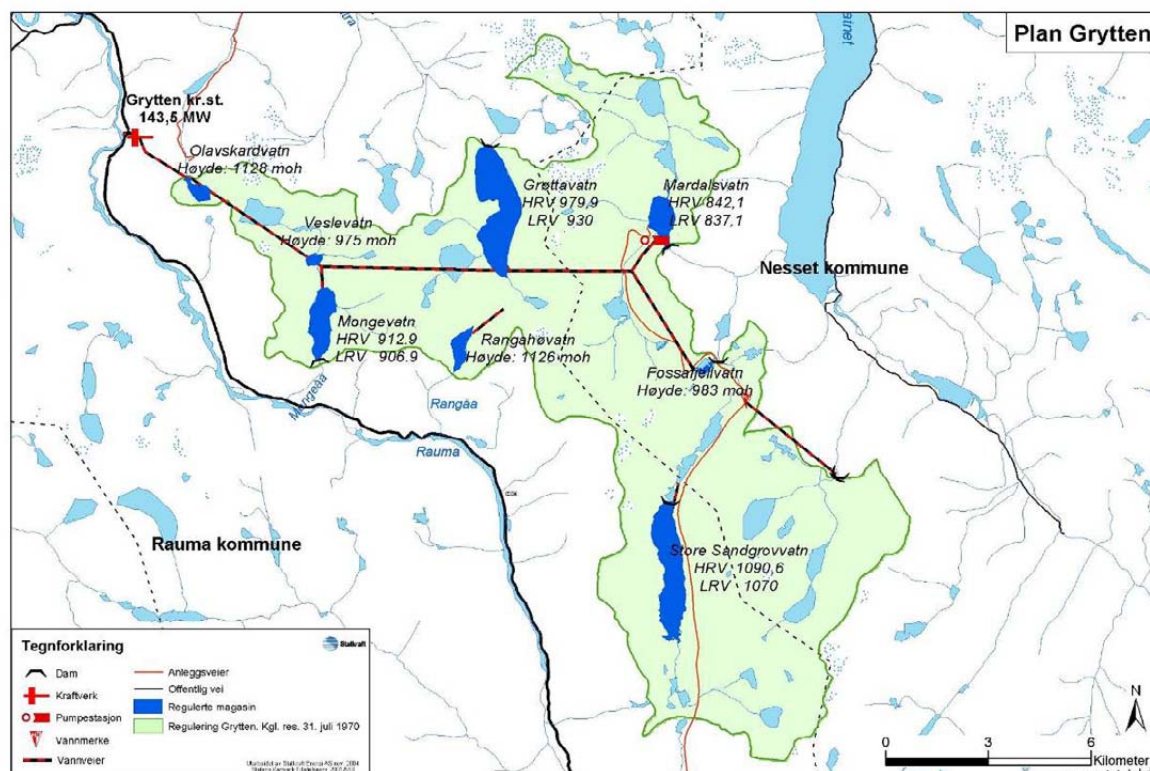 Plan Grytten
Grytten kr.st.
143,5 MW
Olavskardvatn
Høyde: 1128 moh
Grøttavatn
HRV 979,9
LRV 930
Mardalsvatn
HRV 842,1
LRV 837,1
Veslevatn
Høyde: 975 moh
Nesset kommune
Mongevatn
HRV 912.9
LRV 906.9
Rangahøvatn
Høyde: 1126 moh
Fossafjellvatn
Høyde: 983 moh
Mongeåa
Rangåa
Rauma
Rauma kommune
Store Sandgrovvatn
HRV 1090,6
LRV 1070
Tegnforklaring
Statkraft
Dam
Kraftverk
Pumpestasjon
Vannmerke
Vannveier
Anleggsveier
Offentlig vei
Regulerte magasin
Regulering Grytten. Kgl. res. 31. juli 1970
N
0 3 6
Kilometer